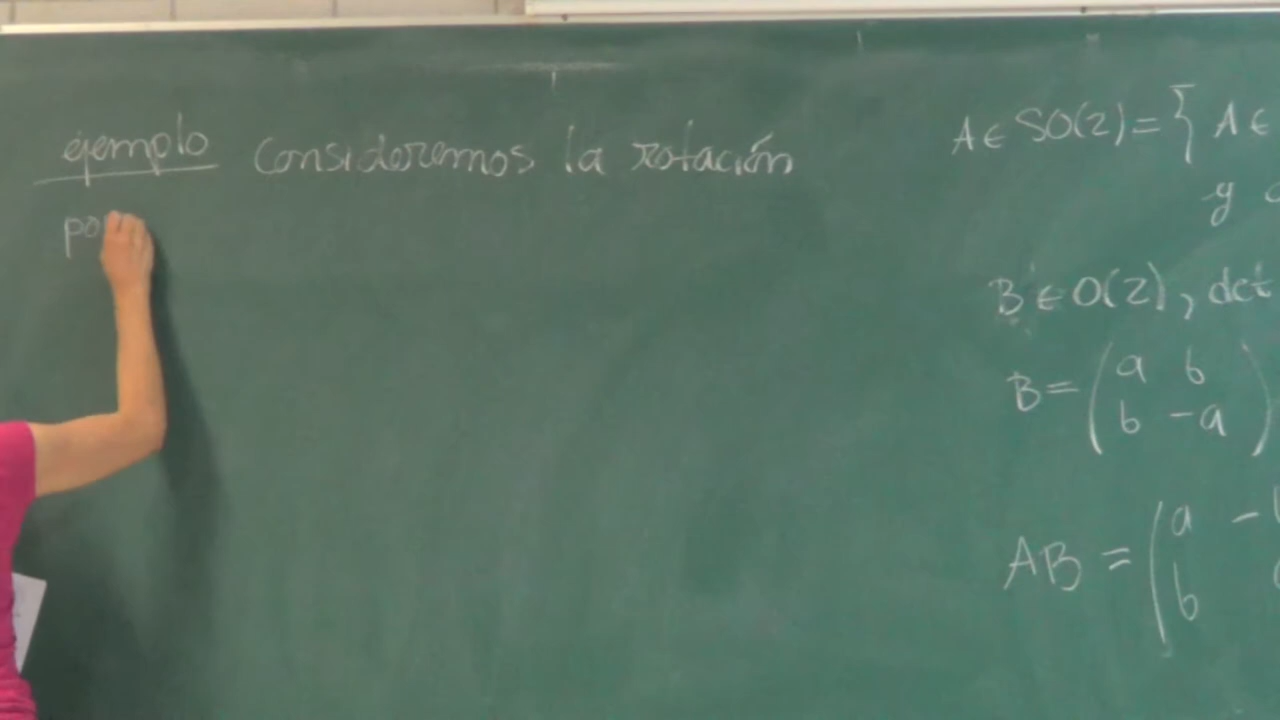 ejemplo Consideremos la rotación
po
A ∈ SO(2) = { A ∈
y
B ∈ O(2), det
B = ( a b
b -a )
AB = ( a -
b